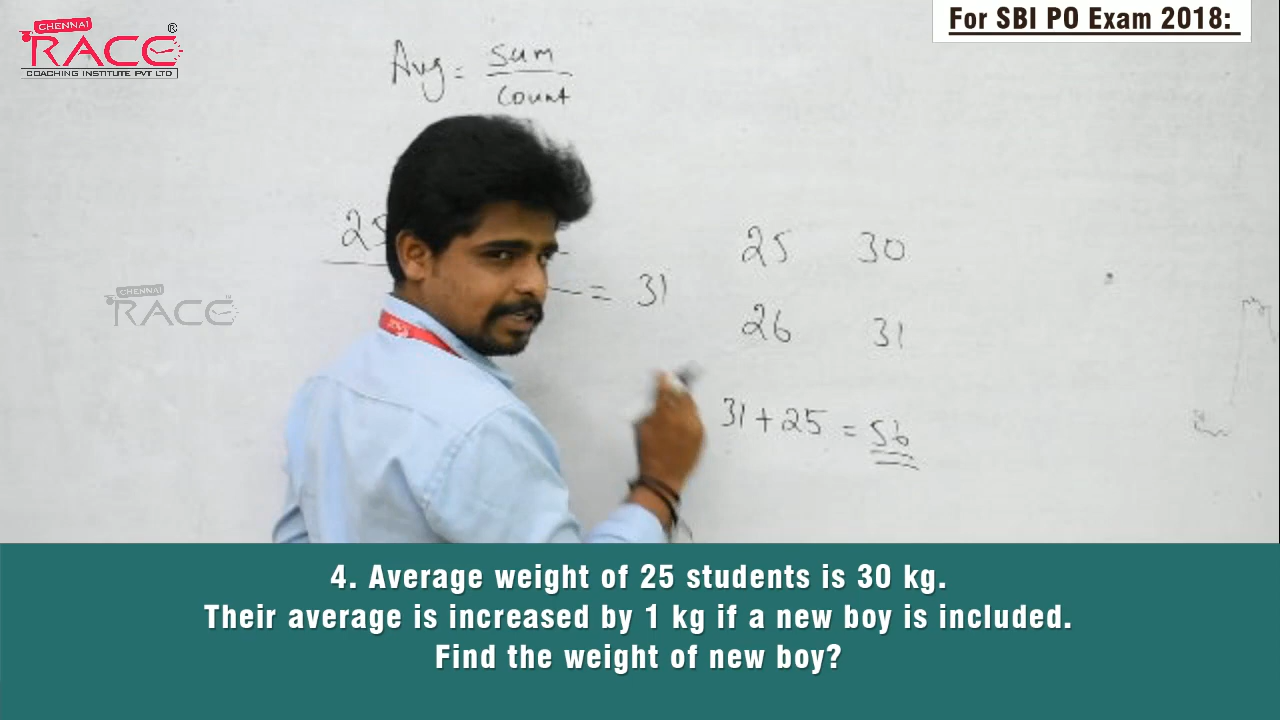 CHENNAI
RACE
COACHING INSTITUTE PVT LTD
For SBI PO Exam 2018:
Avg = sum
count
25
= 31
25 30
26 31
31 + 25 = 56
CHENNAI
RACE
4. Average weight of 25 students is 30 kg.
Their average is increased by 1 kg if a new boy is included.
Find the weight of new boy?